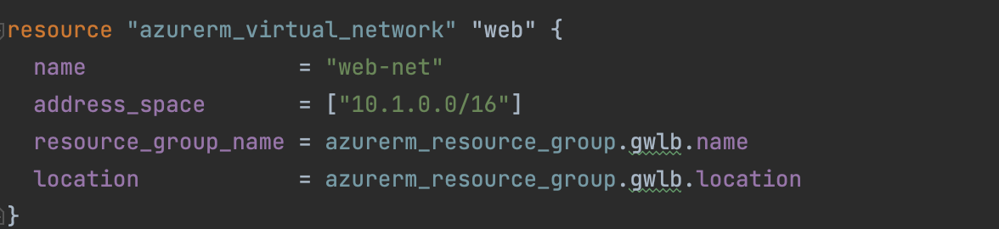 resource "azurerm_virtual_network" "web" {
  name                = "web-net"
  address_space       = ["10.1.0.0/16"]
  resource_group_name = azurerm_resource_group.gwlb.name
  location            = azurerm_resource_group.gwlb.location
}